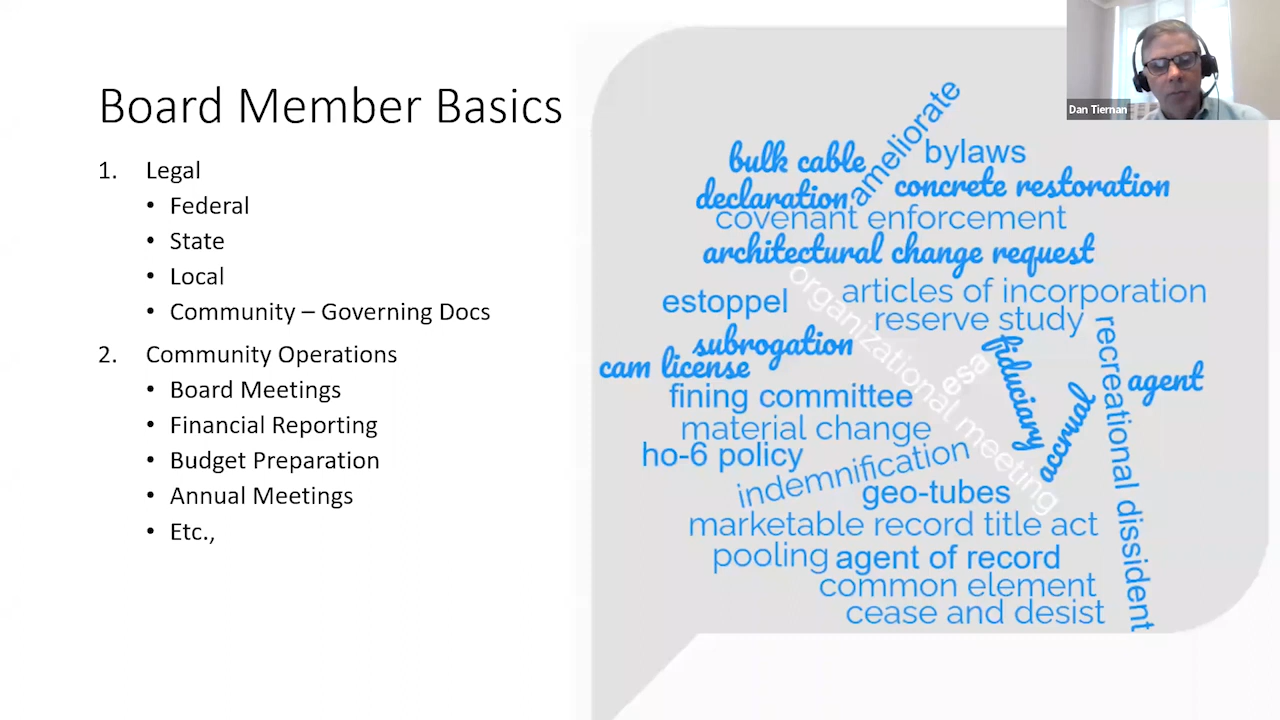 Board Member Basics
1. Legal
• Federal
• State
• Local
• Community – Governing Docs
2. Community Operations
• Board Meetings
• Financial Reporting
• Budget Preparation
• Annual Meetings
• Etc.,
Dan Tiernan
ameliorate
bulk cable
bylaws
declaration
concrete restoration
covenant enforcement
architectural change request
organizational meeting
estoppel
articles of incorporation
reserve study
subrogation
cam license
esa
fiduciary
recreational dissident
agent
fining committee
accrual
material change
ho-6 policy
indemnification
geo-tubes
marketable record title act
pooling
agent of record
common element
cease and desist